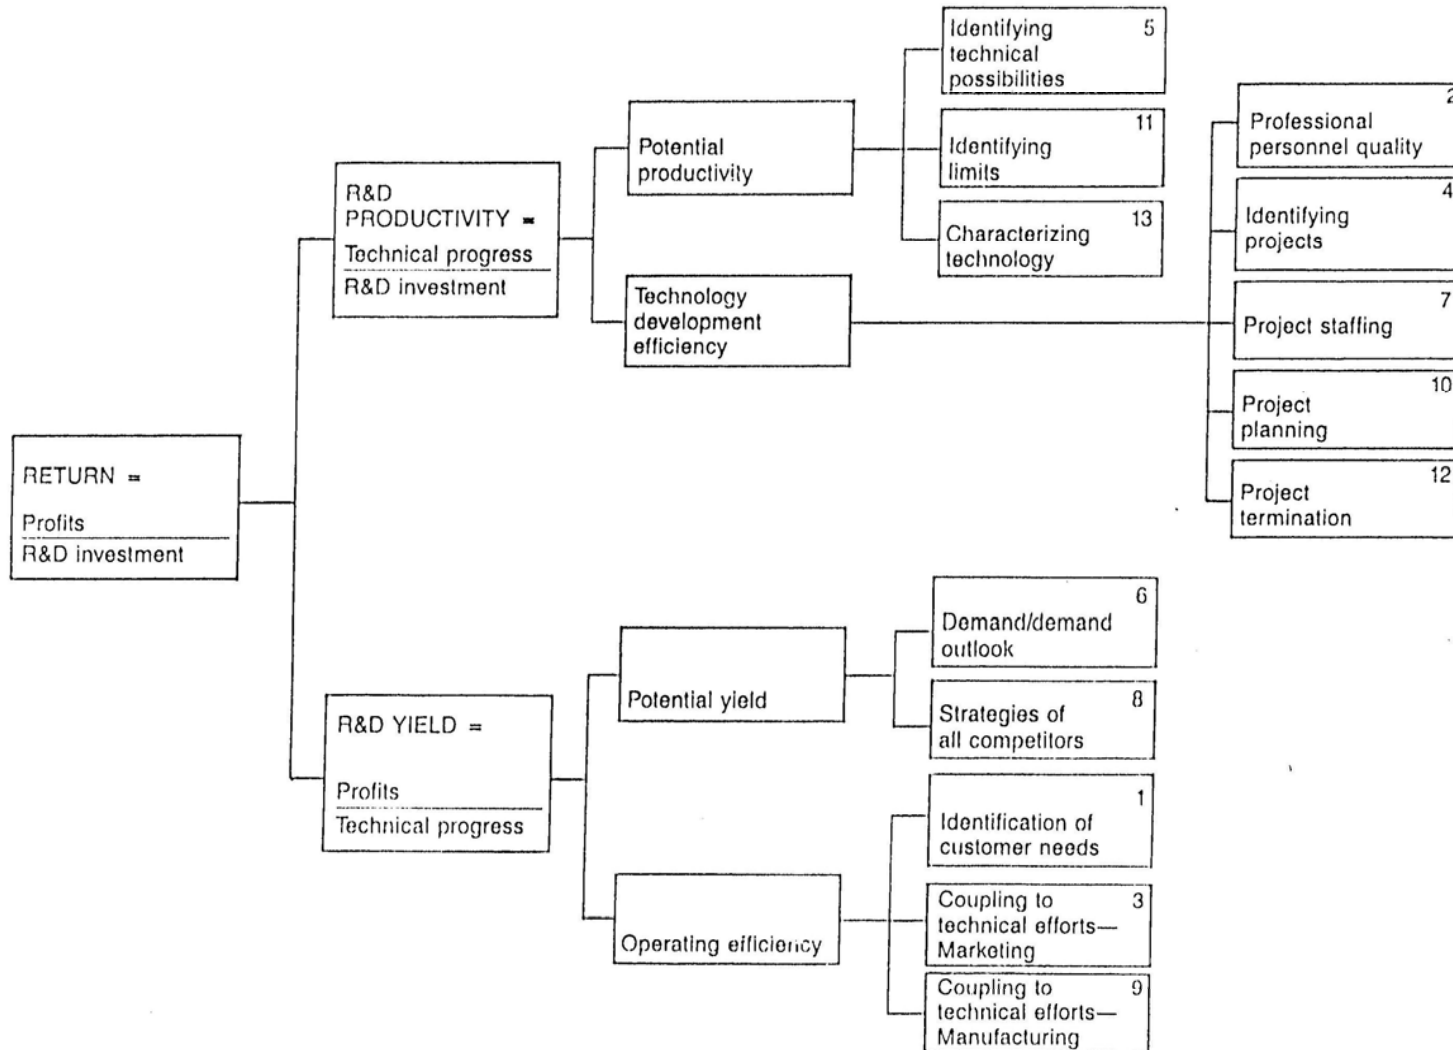 RETURN =
Profits
R&D investment
R&D
PRODUCTIVITY =
Technical progress
R&D investment
R&D YIELD =
Profits
Technical progress
Potential
productivity
Technology
development
efficiency
Potential yield
Operating efficiency
5
Identifying
technical
possibilities
11
Identifying
limits
13
Characterizing
technology
2
Professional
personnel quality
4
Identifying
projects
7
Project staffing
10
Project
planning
12
Project
termination
6
Demand/demand
outlook
8
Strategies of
all competitors
1
Identification of
customer needs
3
Coupling to
technical efforts—
Marketing
9
Coupling to
technical efforts—
Manufacturing